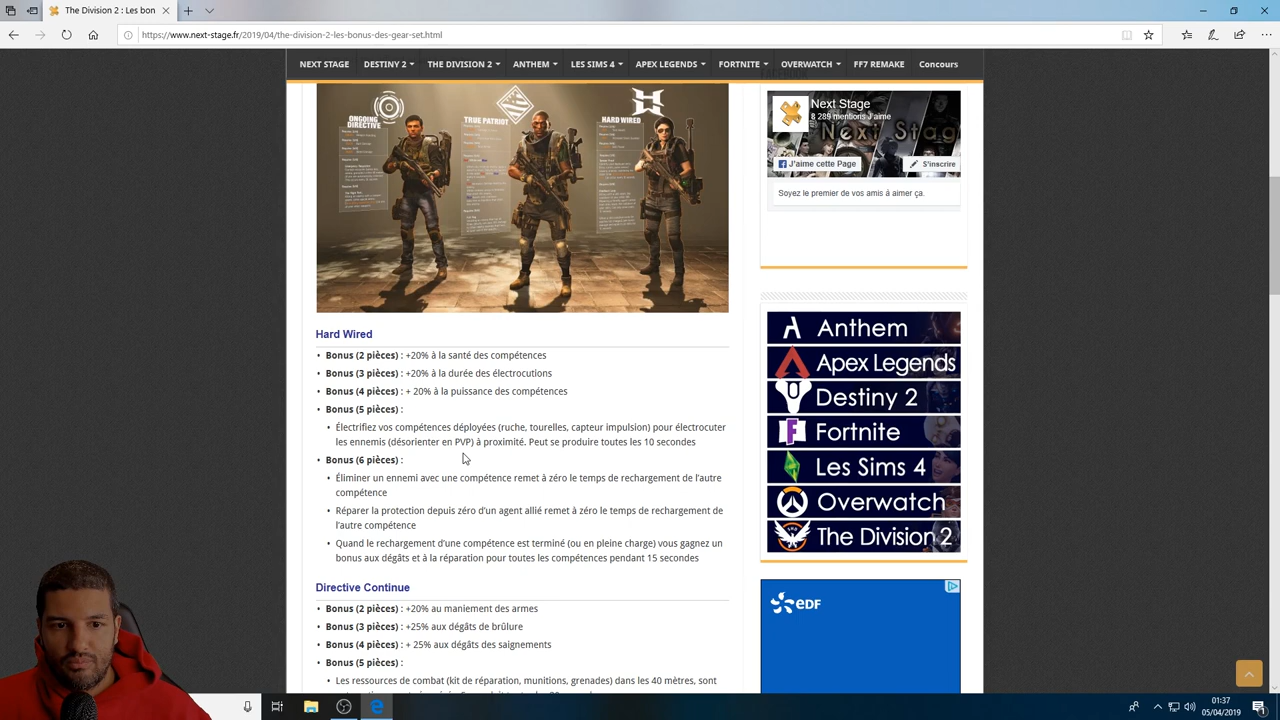 The Division 2 : Les bon
https://www.next-stage.fr/2019/04/the-division-2-les-bonus-des-gear-set.html
NEXT STAGE DESTINY 2 THE DIVISION 2 ANTHEM LES SIMS 4 APEX LEGENDS FORTNITE OVERWATCH FF7 REMAKE Concours
ONGOING DIRECTIVE
TRUE PATRIOT
HARD WIRED
Next Stage
8 289 mentions J'aime
Next Stag
J'aime cette Page
S'inscrire
Soyez le premier de vos amis à aimer ça.
Hard Wired
• Bonus (2 pièces) : +20% à la santé des compétences
• Bonus (3 pièces) : +20% à la durée des électrocutions
• Bonus (4 pièces) : + 20% à la puissance des compétences
• Bonus (5 pièces) :
• Électrifiez vos compétences déployées (ruche, tourelles, capteur impulsion) pour électrocuter
les ennemis (désorienter en PVP) à proximité. Peut se produire toutes les 10 secondes
• Bonus (6 pièces) :
• Éliminer un ennemi avec une compétence remet à zéro le temps de rechargement de l'autre
compétence
• Réparer la protection depuis zéro d'un agent allié remet à zéro le temps de rechargement de
l'autre compétence
• Quand le rechargement d'une compétence est terminé (ou en pleine charge) vous gagnez un
bonus aux dégâts et à la réparation pour toutes les compétences pendant 15 secondes
Directive Continue
• Bonus (2 pièces) : +20% au maniement des armes
• Bonus (3 pièces) : +25% aux dégâts de brûlure
• Bonus (4 pièces) : + 25% aux dégâts des saignements
• Bonus (5 pièces) :
• Les ressources de combat (kit de réparation, munitions, grenades) dans les 40 mètres, sont
Anthem
Apex Legends
Destiny 2
Fortnite
Les Sims 4
Overwatch
The Division 2
EDF
01:37
05/04/2019